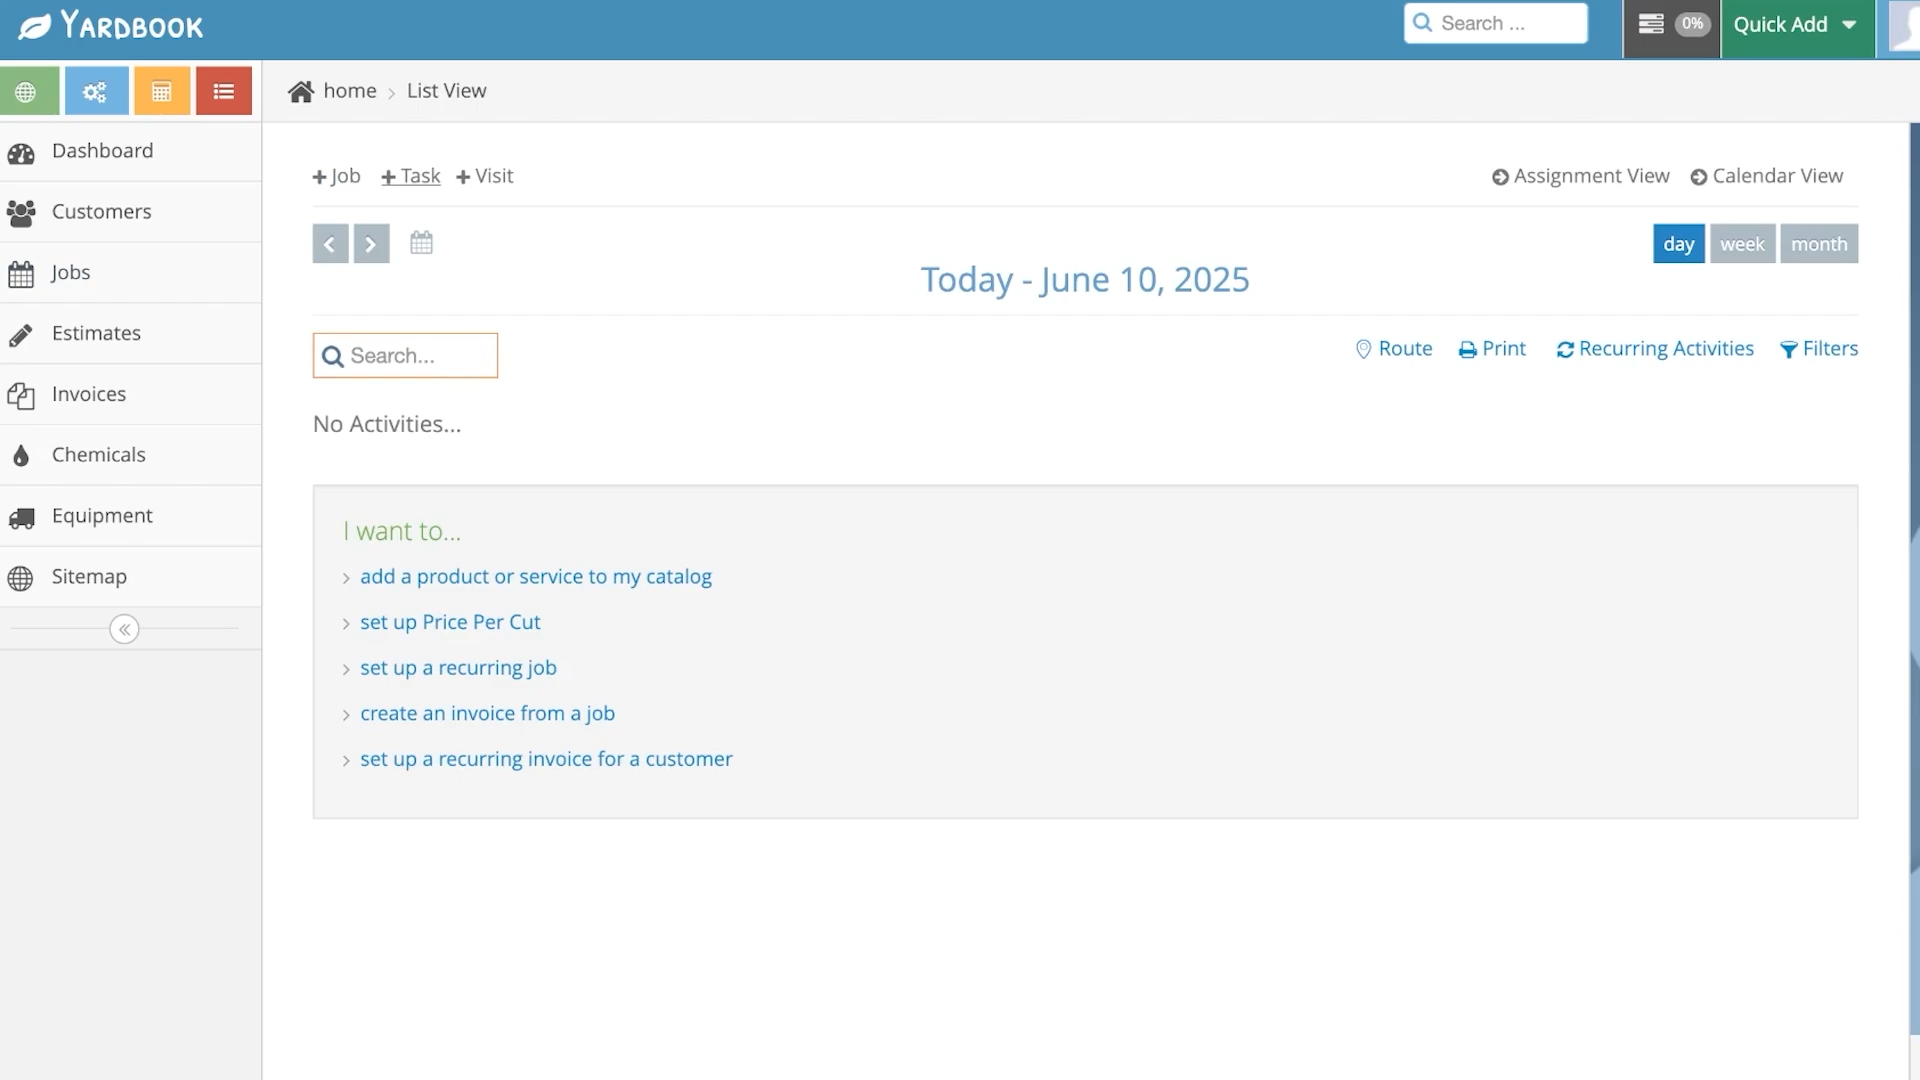 YARDBOOK
Search ...
0%
Quick Add
home > List View
Dashboard
Customers
Jobs
Estimates
Invoices
Chemicals
Equipment
Sitemap
+ Job + Task + Visit
Assignment View Calendar View
day week month
Today - June 10, 2025
Search...
Route Print Recurring Activities Filters
No Activities...
I want to...
add a product or service to my catalog
set up Price Per Cut
set up a recurring job
create an invoice from a job
set up a recurring invoice for a customer